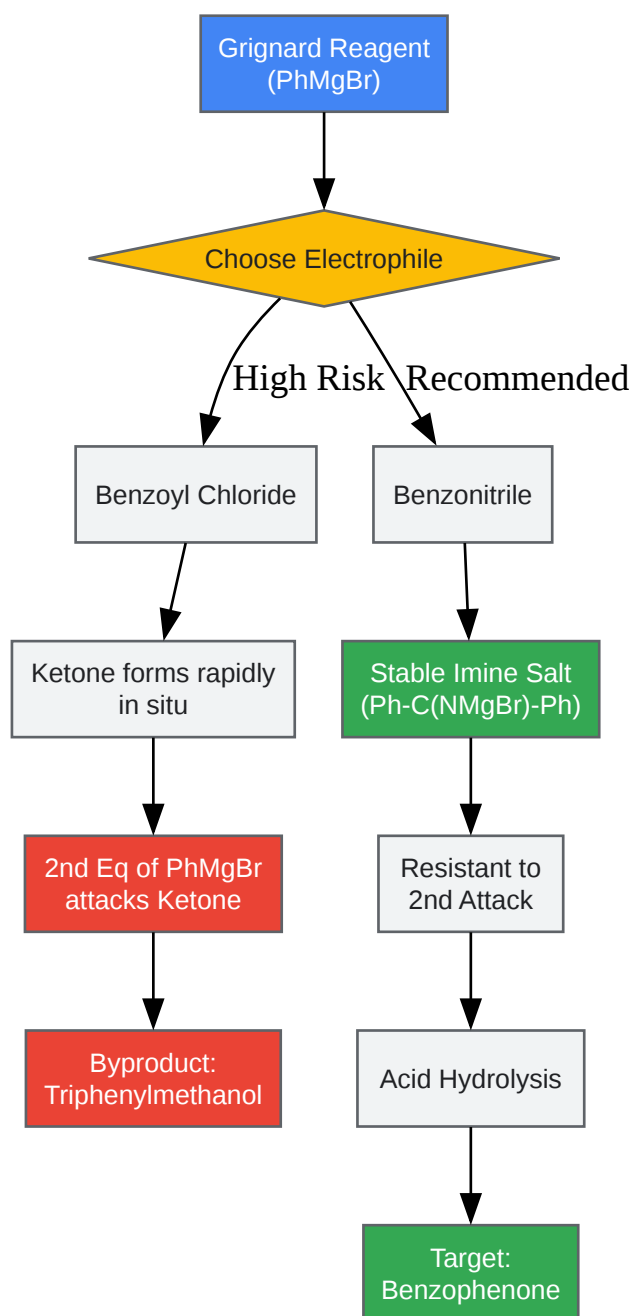 Grignard Reagent
(PhMgBr)
Choose Electrophile
High Risk
Recommended
Benzoyl Chloride
Benzonitrile
Ketone forms rapidly
in situ
Stable Imine Salt
(Ph-C(NMgBr)-Ph)
2nd Eq of PhMgBr
attacks Ketone
Resistant to
2nd Attack
Byproduct:
Triphenylmethanol
Acid Hydrolysis
Target:
Benzophenone